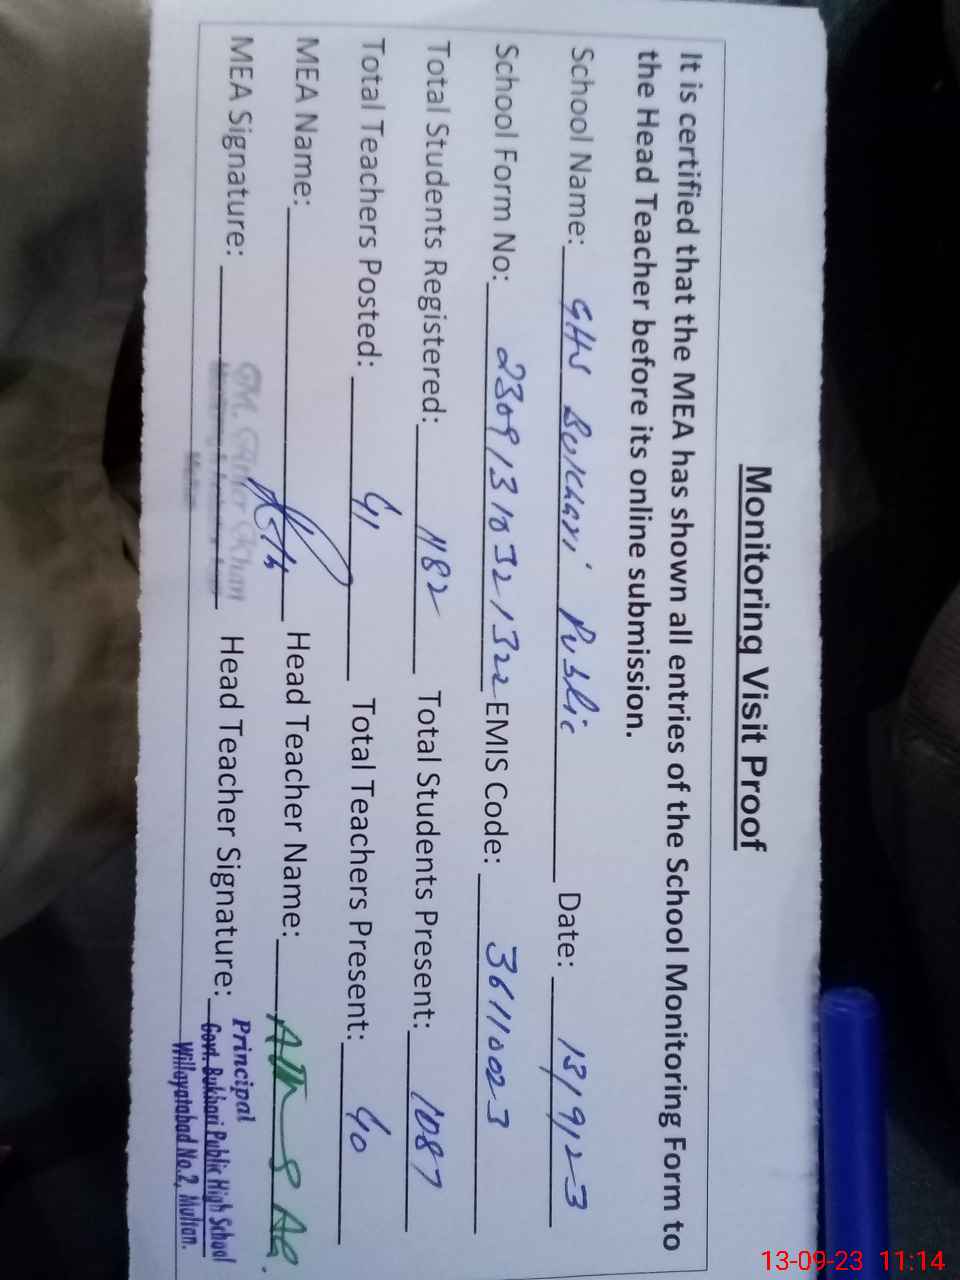 Monitoring Visit Proof
It is certified that the MEA has shown all entries of the School Monitoring Form to
the Head Teacher before its online submission.
School Name: GHS Bukhari Public Date: 13/9/23
School Form No: 23091310321322 EMIS Code: 36110023
Total Students Registered: 1182 Total Students Present: 1087
Total Teachers Posted: 41 Total Teachers Present: 40
MEA Name: Head Teacher Name:
MEA Signature: Head Teacher Signature:
Principal
Govt. Bukhari Public High School
Willayatabad No.2, Multan.
13-09-23 11:14